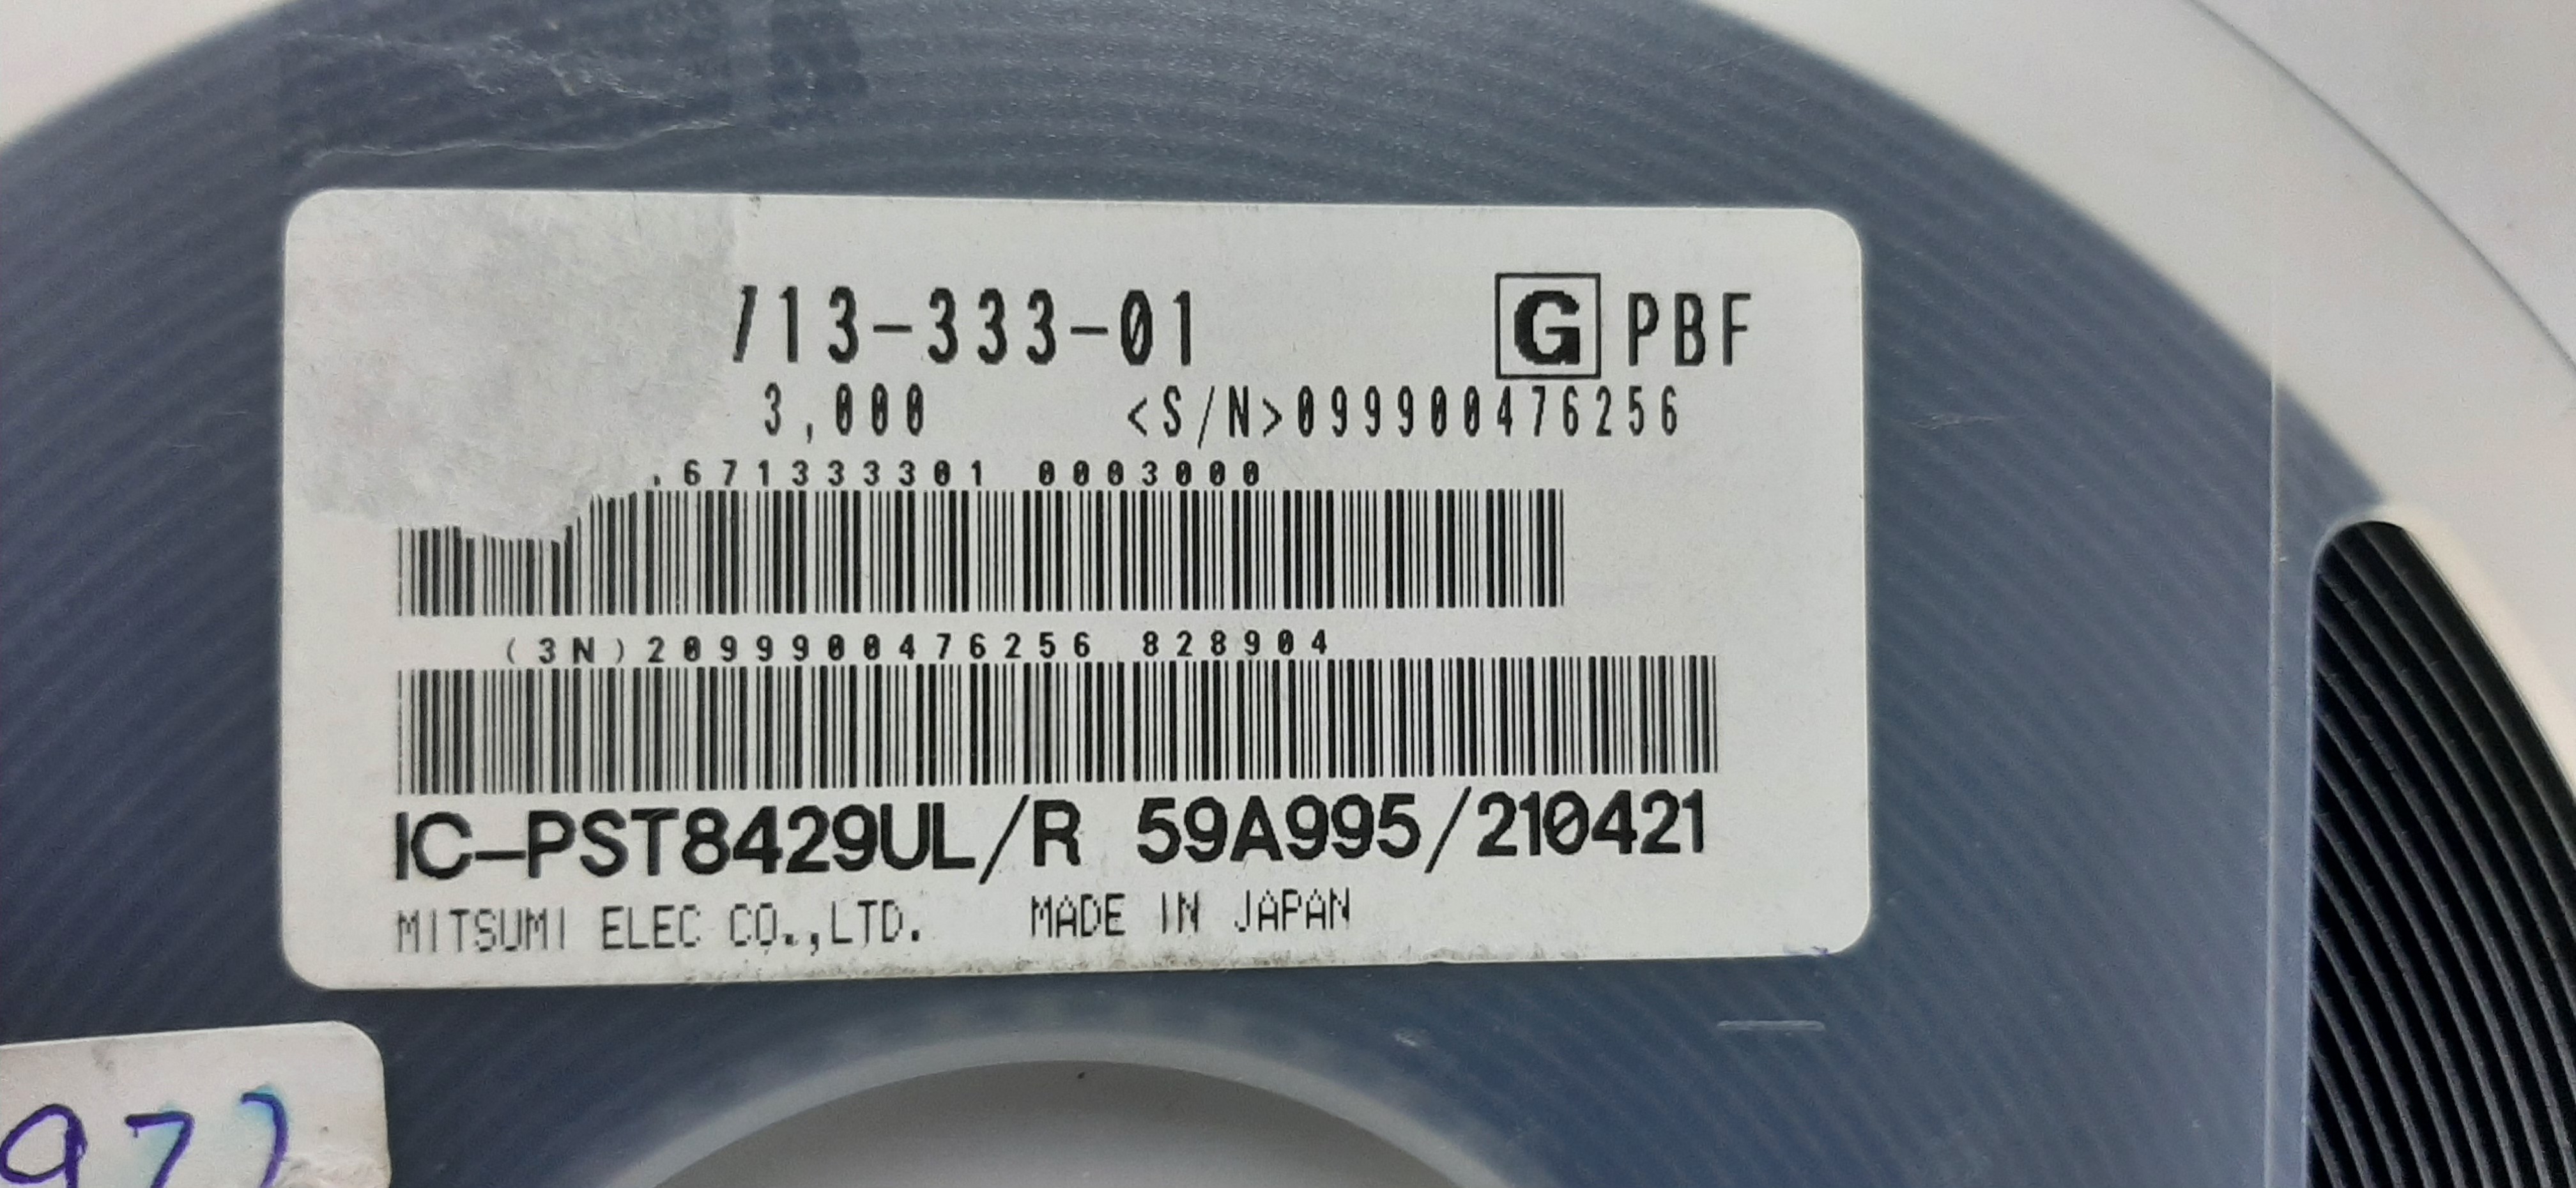 713-333-01 G PBF
3,000 <S/N>099900476256
.671333301 0003000
(3N)2099900476256 828904
IC-PST8429UL/R 59A995/210421
MITSUMI ELEC CO.,LTD. MADE IN JAPAN
97